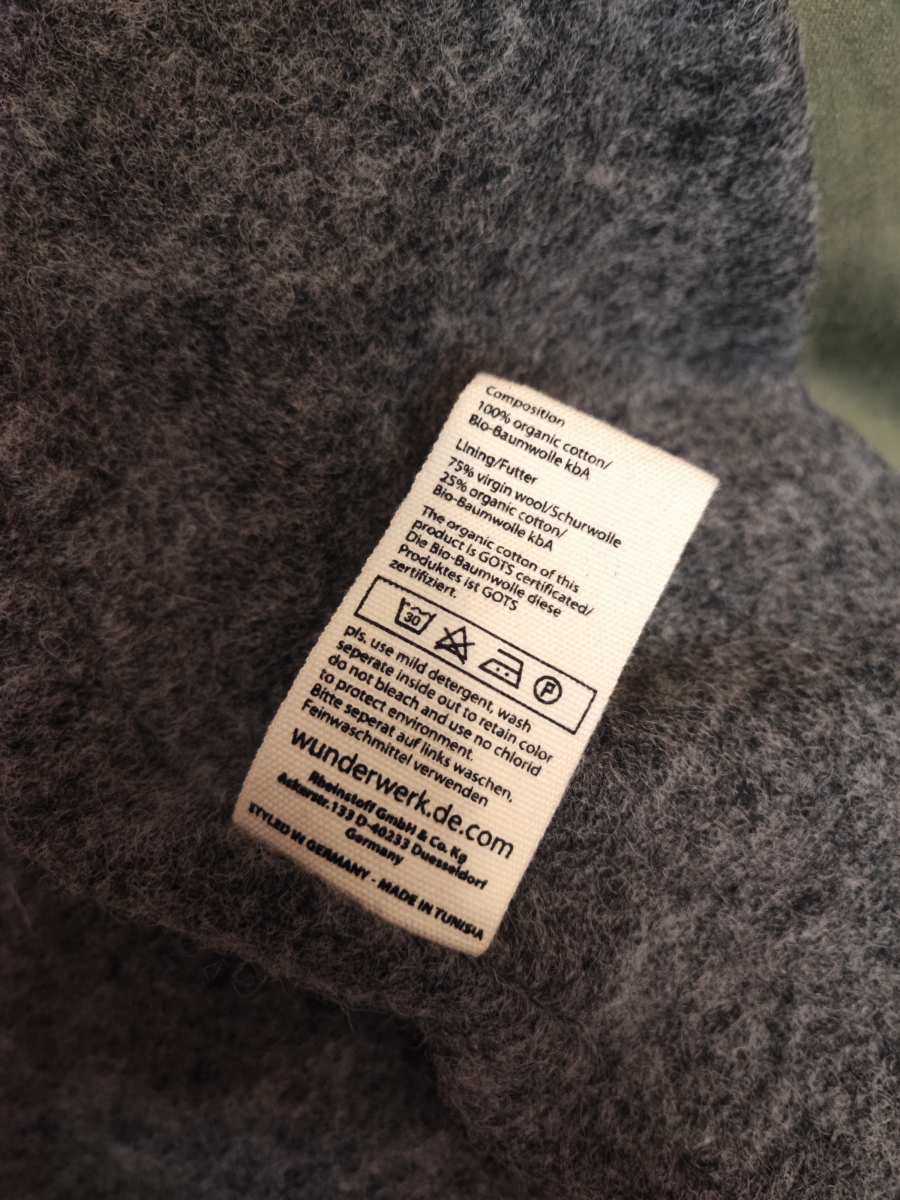 Composition
100% organic cotton/
Bio-Baumwolle kbA
Lining/Futter
75% virgin wool/Schurwolle
25% organic cotton/
Bio-Baumwolle kbA
The organic cotton of this
product is GOTS certificated/
Die Bio-Baumwolle diese
Produktes ist GOTS
zertifiziert.
30 P
pls. use mild detergent, wash
seperate inside out to retain color
do not bleach and use no chlorid
to protect environment.
Bitte seperat auf links waschen,
Feinwaschmittel verwenden
wunderwerk.de.com
Rheinstoff GmbH & Co. Kg
Ackerstr.133 D-40233 Duesseldorf
Germany
STYLED IN GERMANY - MADE IN TUNISIA